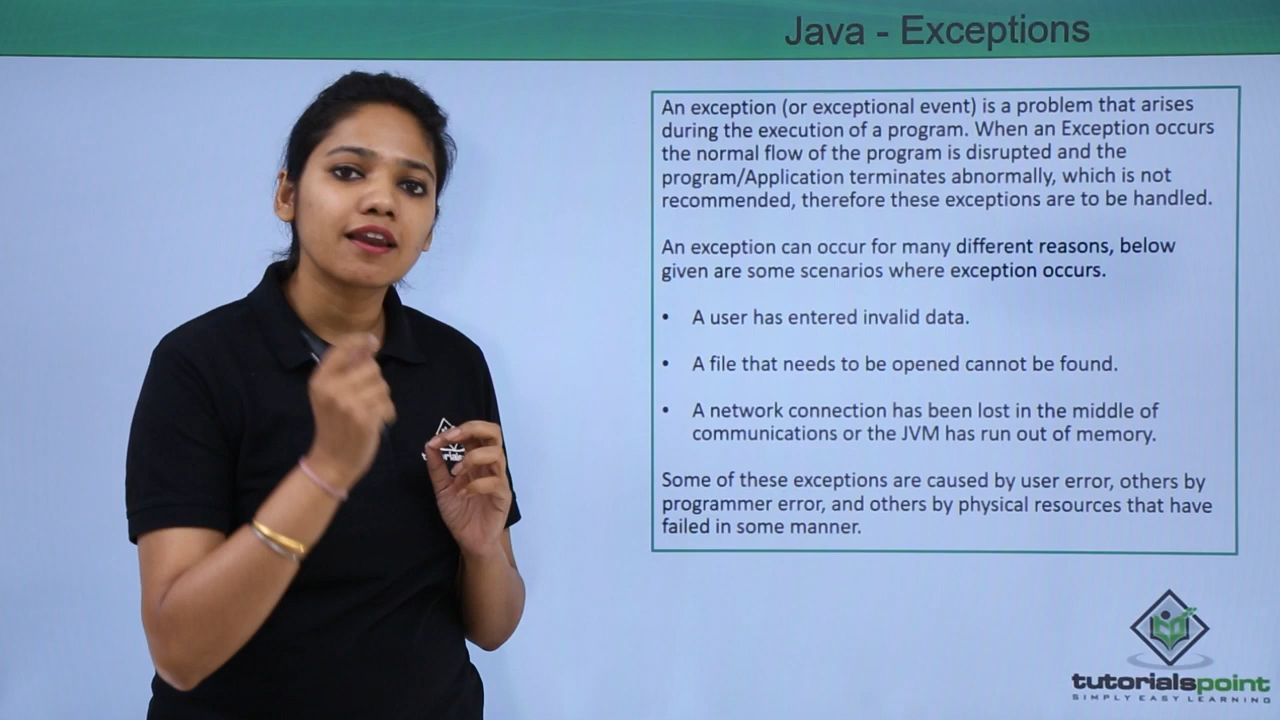 Java - Exceptions
An exception (or exceptional event) is a problem that arises
during the execution of a program. When an Exception occurs
the normal flow of the program is disrupted and the
program/Application terminates abnormally, which is not
recommended, therefore these exceptions are to be handled.
An exception can occur for many different reasons, below
given are some scenarios where exception occurs.
• A user has entered invalid data.
• A file that needs to be opened cannot be found.
• A network connection has been lost in the middle of
communications or the JVM has run out of memory.
Some of these exceptions are caused by user error, others by
programmer error, and others by physical resources that have
failed in some manner.
tutorialspoint
SIMPLY EASY LEARNING